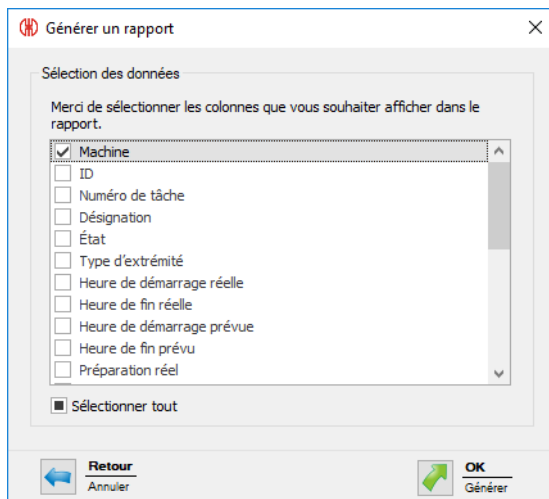 Générer un rapport
Sélection des données
Merci de sélectionner les colonnes que vous souhaiter afficher dans le
rapport.
Machine
ID
Numéro de tâche
Désignation
État
Type d'extrémité
Heure de démarrage réelle
Heure de fin réelle
Heure de démarrage prévue
Heure de fin prévu
Préparation réel
Sélectionner tout
Retour
Annuler
OK
Générer